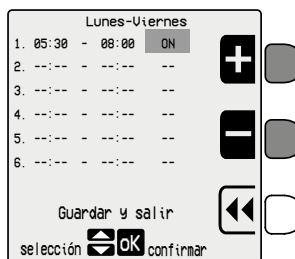 Lunes-Viernes
1. 05:30 - 08:00 ON
2. --:-- - --:-- --
3. --:-- - --:-- --
4. --:-- - --:-- --
5. --:-- - --:-- --
6. --:-- - --:-- --
Guardar y salir
selección OK confirmar